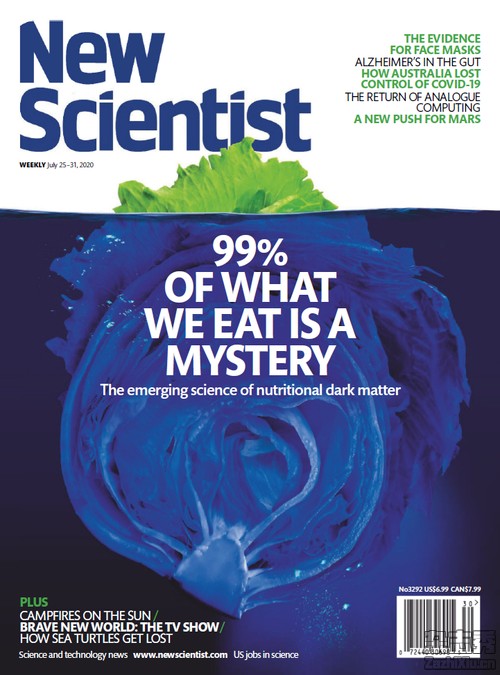 New
Scientist
WEEKLY July 25–31, 2020
THE EVIDENCE
FOR FACE MASKS
ALZHEIMER'S IN THE GUT
HOW AUSTRALIA LOST
CONTROL OF COVID-19
THE RETURN OF ANALOGUE
COMPUTING
A NEW PUSH FOR MARS
99%
OF WHAT
WE EAT IS A
MYSTERY
The emerging science of nutritional dark matter
PLUS
CAMPFIRES ON THE SUN /
BRAVE NEW WORLD: THE TV SHOW /
HOW SEA TURTLES GET LOST
Science and technology news www.newscientist.com US jobs in science
No3292 US$6.99 CAN$7.99
30
ZaZhiXiu.com